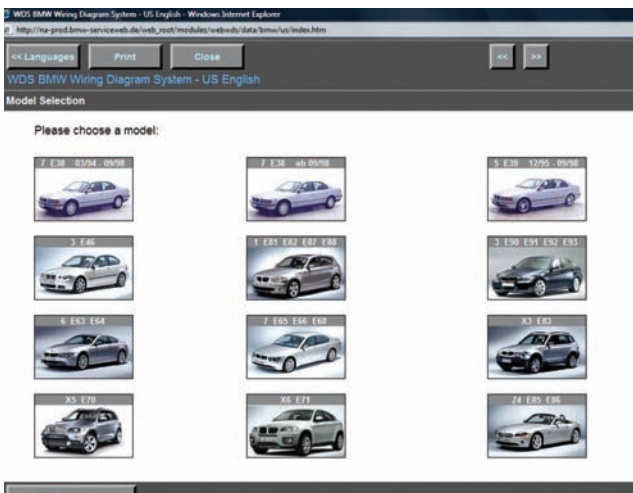 WDS BMW Wiring Diagram System - US English - Windows Internet Explorer
http://na-prod.bmw-serviceweb.de/web_root/modules/webwds/data/bmw/us/index.htm
<< Languages Print Close << >>
WDS BMW Wiring Diagram System - US English
Model Selection
Please choose a model:
7 E38 03/94 - 09/98 7 E38 ab 09/98 5 E39 12/95 - 09/98
3 E46 1 E81 E82 E87 E88 3 E90 E91 E92 E93
6 E63 E64 7 E65 E66 E68 X3 E83
X5 E70 X6 E71 Z4 E85 E86